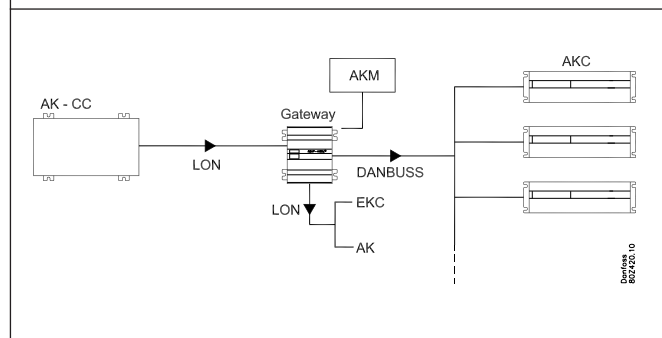 AKC
AKM
AK - CC
Gateway
LON
DANBUSS
LON
EKC
AK
Danfoss
80Z420.10